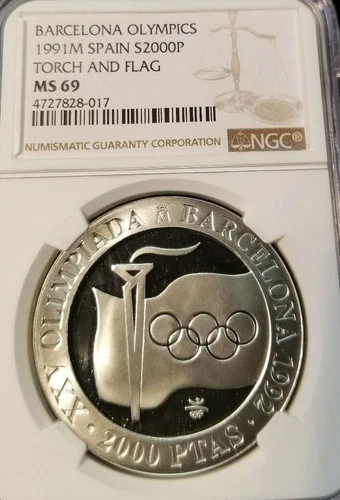 BARCELONA OLYMPICS
1991M SPAIN S2000P
TORCH AND FLAG
MS 69
4727828-017
NUMISMATIC GUARANTY CORPORATION
NGC®
XXV OLIMPIADA M BARCELONA 1992
· 2000 PTAS ·